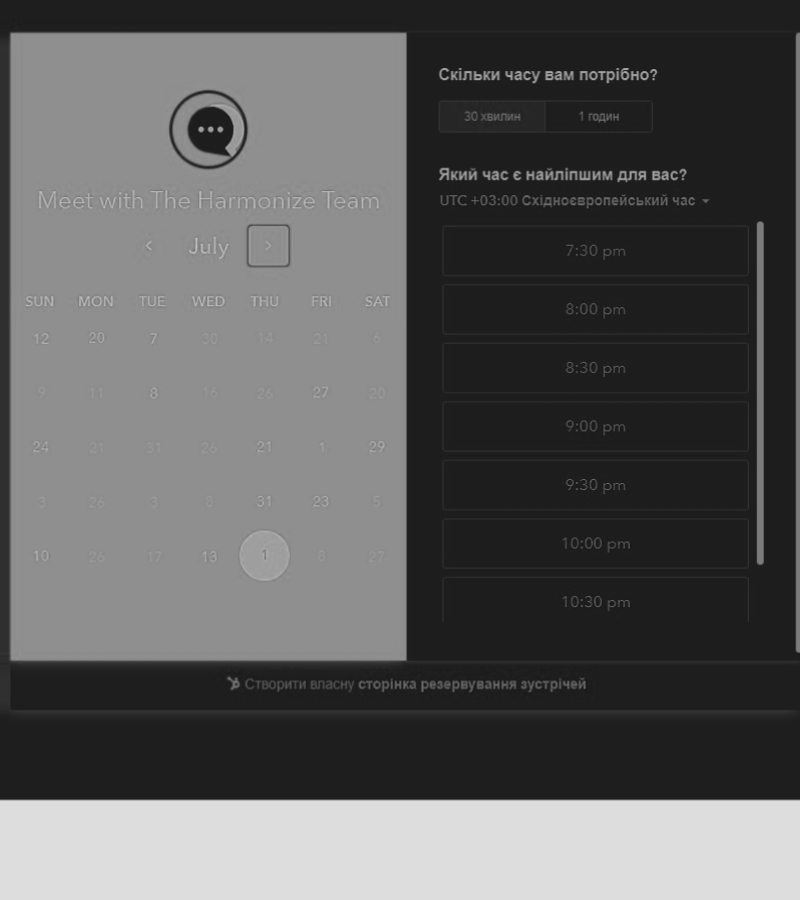 Meet with The Harmonize Team
July
SUN MON TUE WED THU FRI SAT
12 20 7 30 14 21 6
9 11 8 16 26 27 20
24 21 31 26 21 1 29
3 26 3 8 31 23 5
10 26 17 13 1 8 27
Скільки часу вам потрібно?
30 хвилин 1 годин
Який час є найліпшим для вас?
UTC +03:00 Східноєвропейський час
7:30 pm
8:00 pm
8:30 pm
9:00 pm
9:30 pm
10:00 pm
10:30 pm
Створити власну сторінка резервування зустрічей